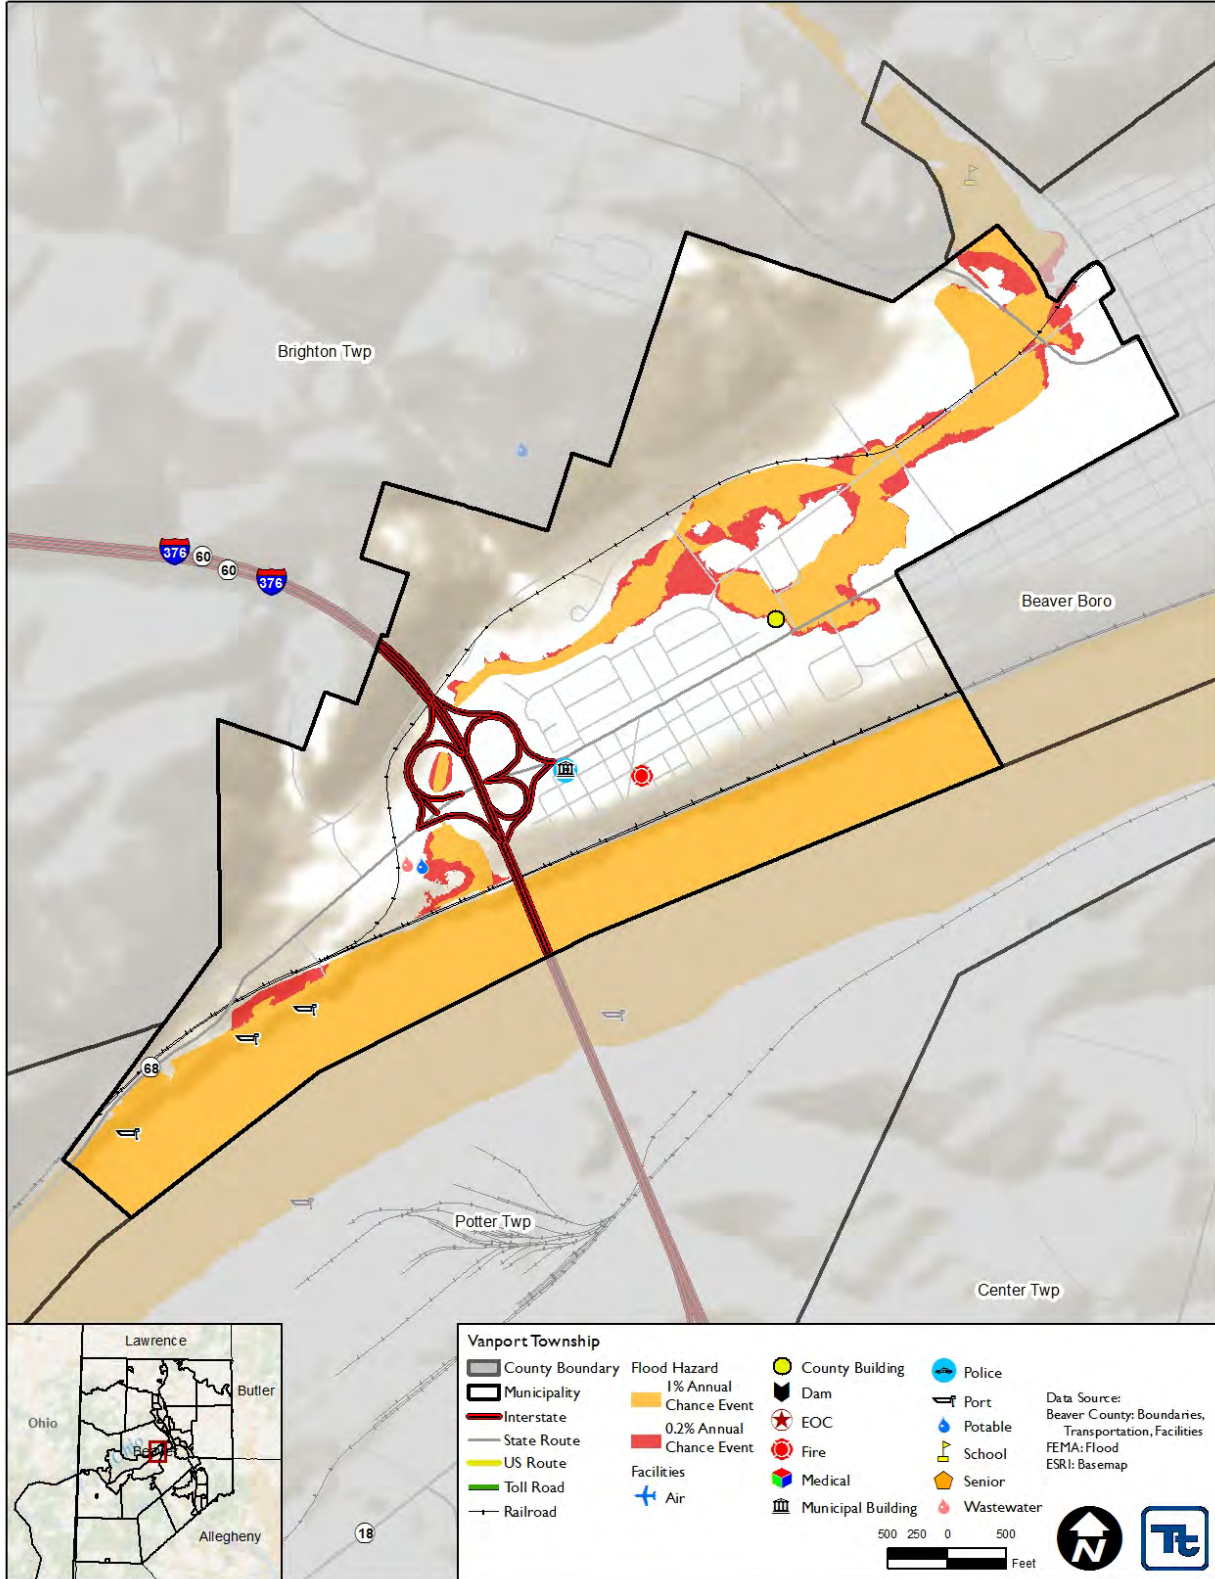 Brighton Twp
376
60
60
376
Beaver Boro
68
Potter Twp
Center Twp
18
Lawrence
Butler
Ohio
Ohio
Beaver
Allegheny
Vanport Township
County Boundary
Municipality
Interstate
State Route
US Route
Toll Road
Railroad
Flood Hazard
1% Annual
Chance Event
0.2% Annual
Chance Event
Facilities
Air
County Building
Dam
EOC
Fire
Medical
Municipal Building
Police
Port
Potable
School
Senior
Wastewater
Data Source:
Beaver County: Boundaries,
Transportation, Facilities
FEMA: Flood
ESRI: Basemap
500 250 0 500
Feet
N
Tt